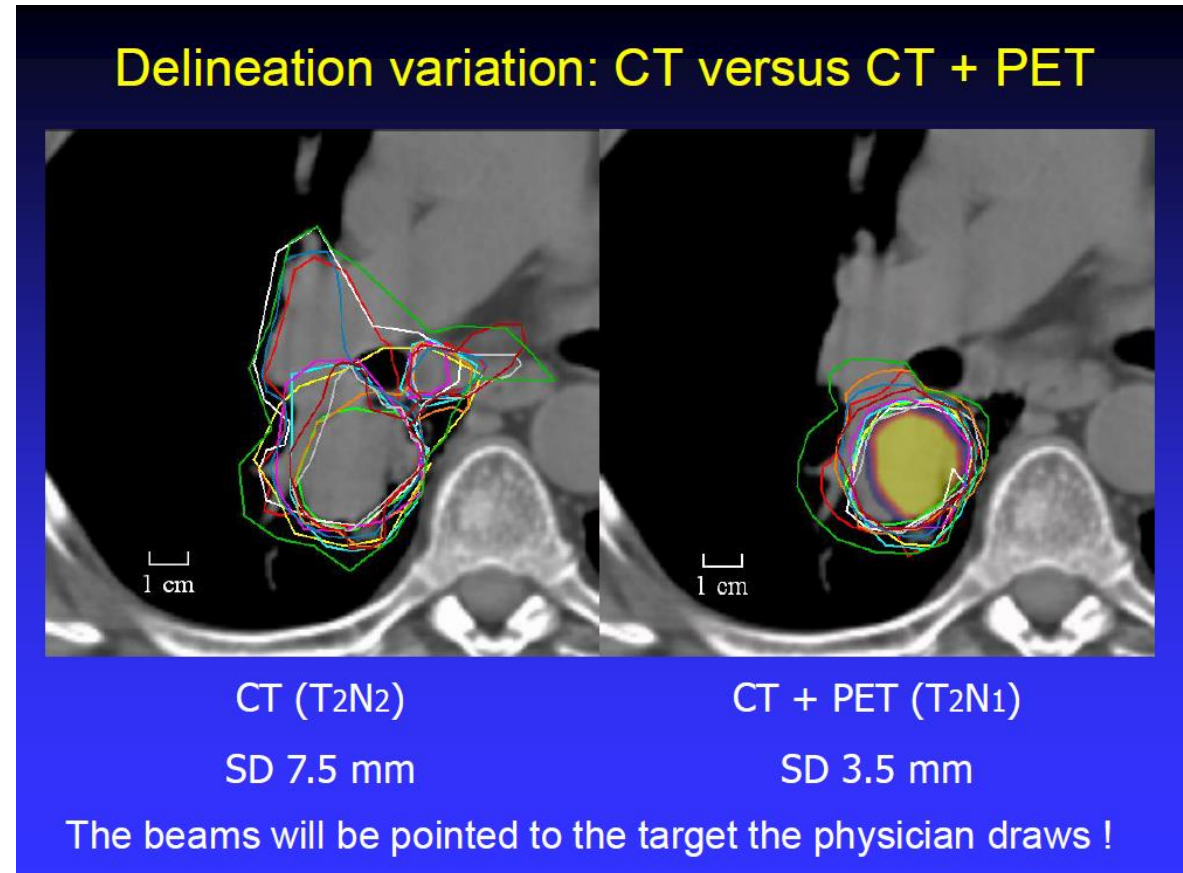 Delineation variation: CT versus CT + PET
1 cm
1 cm
CT (T2N2)
CT + PET (T2N1)
SD 7.5 mm
SD 3.5 mm
The beams will be pointed to the target the physician draws !